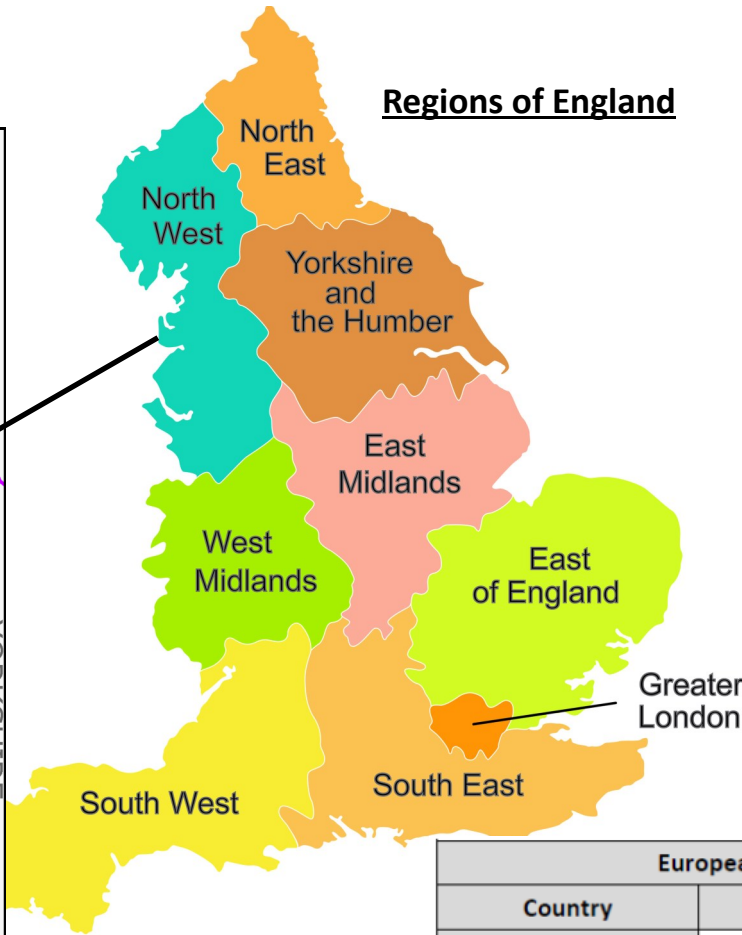 Regions of England
North
East
North
West
Yorkshire
and
the Humber
East
Midlands
West
Midlands
East
of England
Greater
London
South East
South West
Country